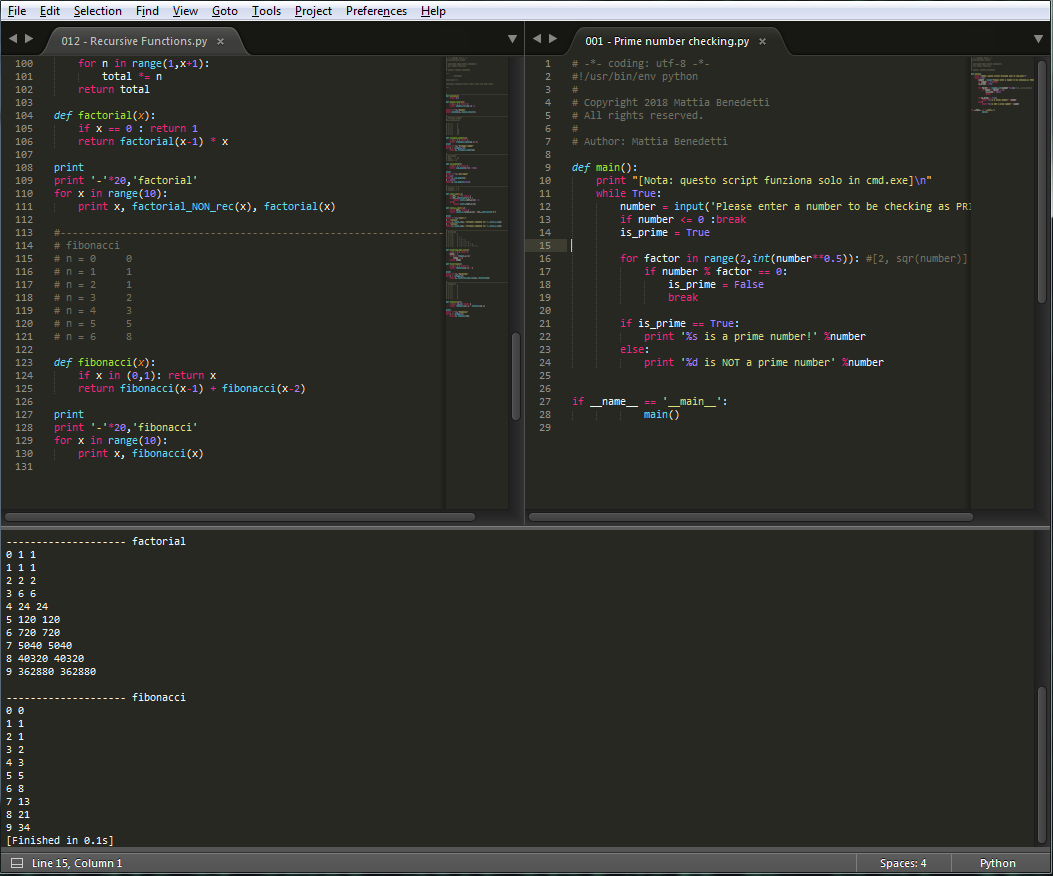 File Edit Selection Find View Goto Tools Project Preferences Help
012 - Recursive Functions.py ×
100 for n in range(1,x+1):
101 total *= n
102 return total
103
104 def factorial(x):
105 if x == 0 : return 1
106 return factorial(x-1) * x
107
108 print
109 print '-'*20,'factorial'
110 for x in range(10):
111 print x, factorial_NON_rec(x), factorial(x)
112
113 #----------------------------------------------------------------
114 # fibonacci
115 # n = 0 0
116 # n = 1 1
117 # n = 2 1
118 # n = 3 2
119 # n = 4 3
120 # n = 5 5
121 # n = 6 8
122
123 def fibonacci(x):
124 if x in (0,1): return x
125 return fibonacci(x-1) + fibonacci(x-2)
126
127 print
128 print '-'*20,'fibonacci'
129 for x in range(10):
130 print x, fibonacci(x)
131
001 - Prime number checking.py ×
1 # -*- coding: utf-8 -*-
2 #!/usr/bin/env python
3 #
4 # Copyright 2018 Mattia Benedetti
5 # All rights reserved.
6 #
7 # Author: Mattia Benedetti
8
9 def main():
10 print "[Nota: questo script funziona solo in cmd.exe]\n"
11 while True:
12 number = input('Please enter a number to be checking as PRI
13 if number <= 0 :break
14 is_prime = True
15
16 for factor in range(2,int(number**0.5)): #[2, sqr(number)]
17 if number % factor == 0:
18 is_prime = False
19 break
20
21 if is_prime == True:
22 print '%s is a prime number!' %number
23 else:
24 print '%d is NOT a prime number' %number
25
26
27 if __name__ == '__main__':
28 main()
29
-------------------- factorial
0 1 1
1 1 1
2 2 2
3 6 6
4 24 24
5 120 120
6 720 720
7 5040 5040
8 40320 40320
9 362880 362880
-------------------- fibonacci
0 0
1 1
2 1
3 2
4 3
5 5
6 8
7 13
8 21
9 34
[Finished in 0.1s]
Line 15, Column 1 Spaces: 4 Python